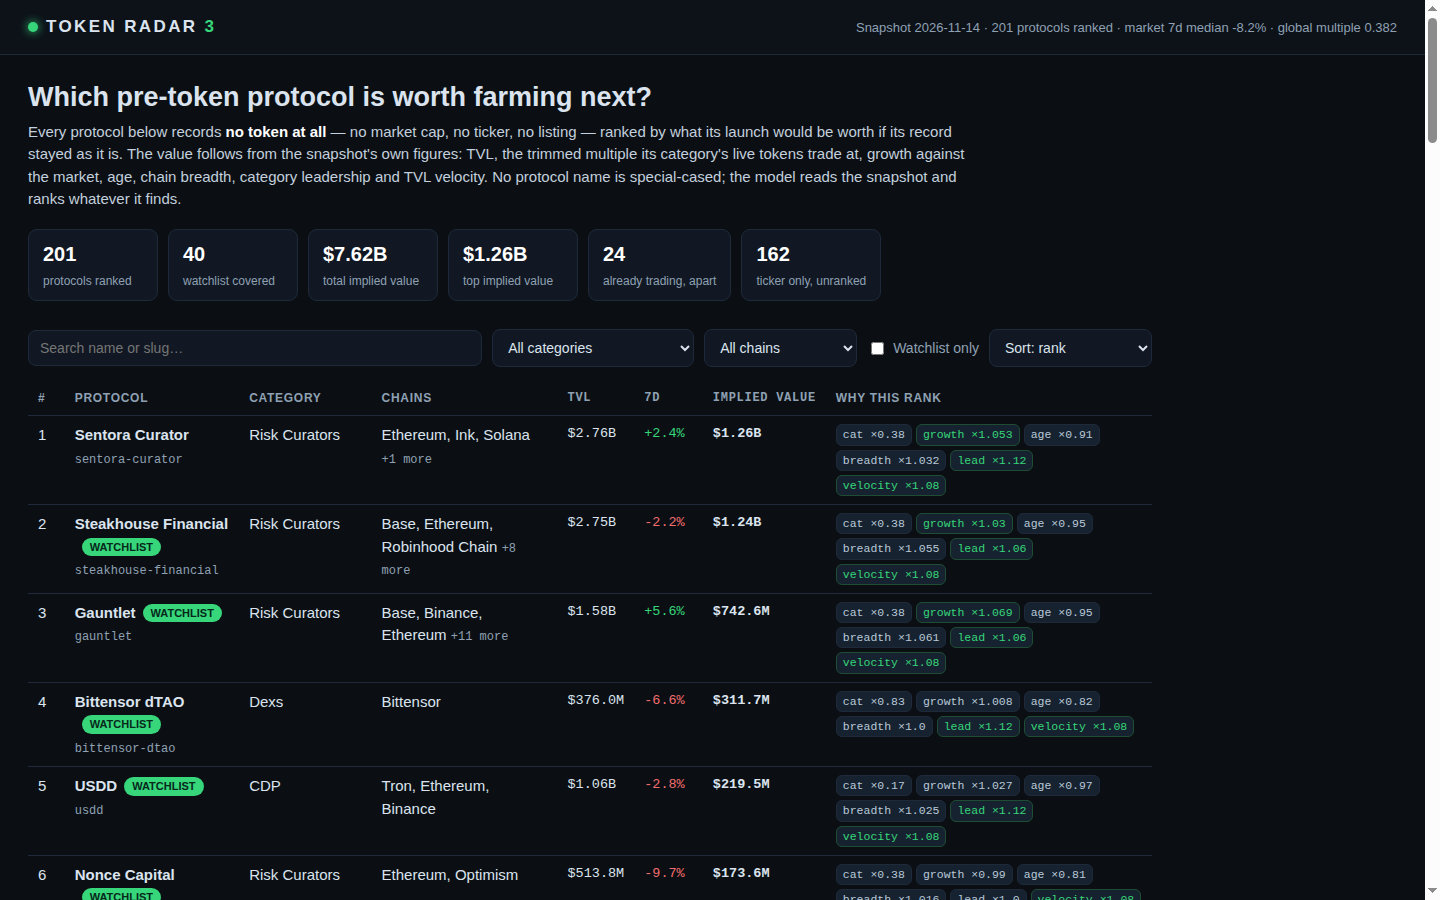 TOKEN RADAR 3
Snapshot 2026-11-14 · 201 protocols ranked · market 7d median -8.2% · global multiple 0.382
Which pre-token protocol is worth farming next?
Every protocol below records no token at all — no market cap, no ticker, no listing — ranked by what its launch would be worth if its record
stayed as it is. The value follows from the snapshot's own figures: TVL, the trimmed multiple its category's live tokens trade at, growth against
the market, age, chain breadth, category leadership and TVL velocity. No protocol name is special-cased; the model reads the snapshot and
ranks whatever it finds.
201
protocols ranked
40
watchlist covered
$7.62B
total implied value
$1.26B
top implied value
24
already trading, apart
162
ticker only, unranked
Search name or slug…
All categories
All chains
Watchlist only
Sort: rank
# PROTOCOL CATEGORY CHAINS TVL 7D IMPLIED VALUE WHY THIS RANK
1 Sentora Curator Risk Curators Ethereum, Ink, Solana $2.76B +2.4% $1.26B cat ×0.38 growth ×1.053 age ×0.91
sentora-curator +1 more breadth ×1.032 lead ×1.12
velocity ×1.08
2 Steakhouse Financial Risk Curators Base, Ethereum, $2.75B -2.2% $1.24B cat ×0.38 growth ×1.03 age ×0.95
WATCHLIST Robinhood Chain +8 breadth ×1.055 lead ×1.06
steakhouse-financial more velocity ×1.08
3 Gauntlet WATCHLIST Risk Curators Base, Binance, $1.58B +5.6% $742.6M cat ×0.38 growth ×1.069 age ×0.95
gauntlet Ethereum +11 more breadth ×1.061 lead ×1.06
velocity ×1.08
4 Bittensor dTAO Dexs Bittensor $376.0M -6.6% $311.7M cat ×0.83 growth ×1.008 age ×0.82
WATCHLIST breadth ×1.0 lead ×1.12 velocity ×1.08
bittensor-dtao
5 USDD WATCHLIST CDP Tron, Ethereum, $1.06B -2.8% $219.5M cat ×0.17 growth ×1.027 age ×0.97
usdd Binance breadth ×1.025 lead ×1.12
velocity ×1.08
6 Nonce Capital Risk Curators Ethereum, Optimism $513.8M -9.7% $173.6M cat ×0.38 growth ×0.99 age ×0.81
WATCHLIST breadth ×1.016 lead ×1.0 velocity ×1.08